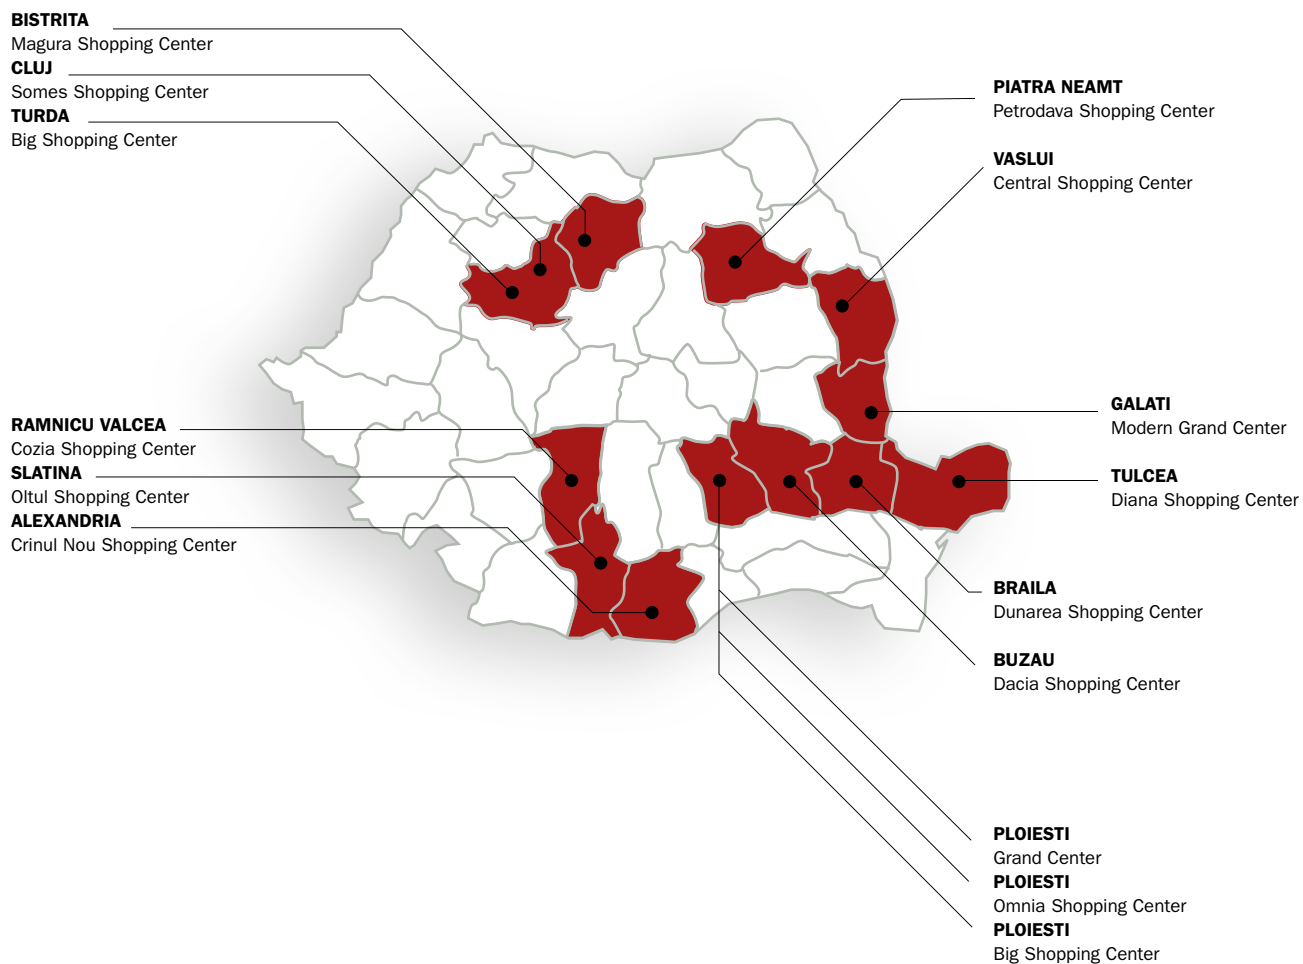 BISTRITA
Magura Shopping Center
CLUJ
Somes Shopping Center
TURDA
Big Shopping Center
PIATRA NEAMT
Petrodava Shopping Center
VASLUI
Central Shopping Center
RAMNICU VALCEA
Cozia Shopping Center
SLATINA
Oltul Shopping Center
ALEXANDRIA
Crinul Nou Shopping Center
GALATI
Modern Grand Center
TULCEA
Diana Shopping Center
BRAILA
Dunarea Shopping Center
BUZAU
Dacia Shopping Center
PLOIESTI
Grand Center
PLOIESTI
Omnia Shopping Center
PLOIESTI
Big Shopping Center